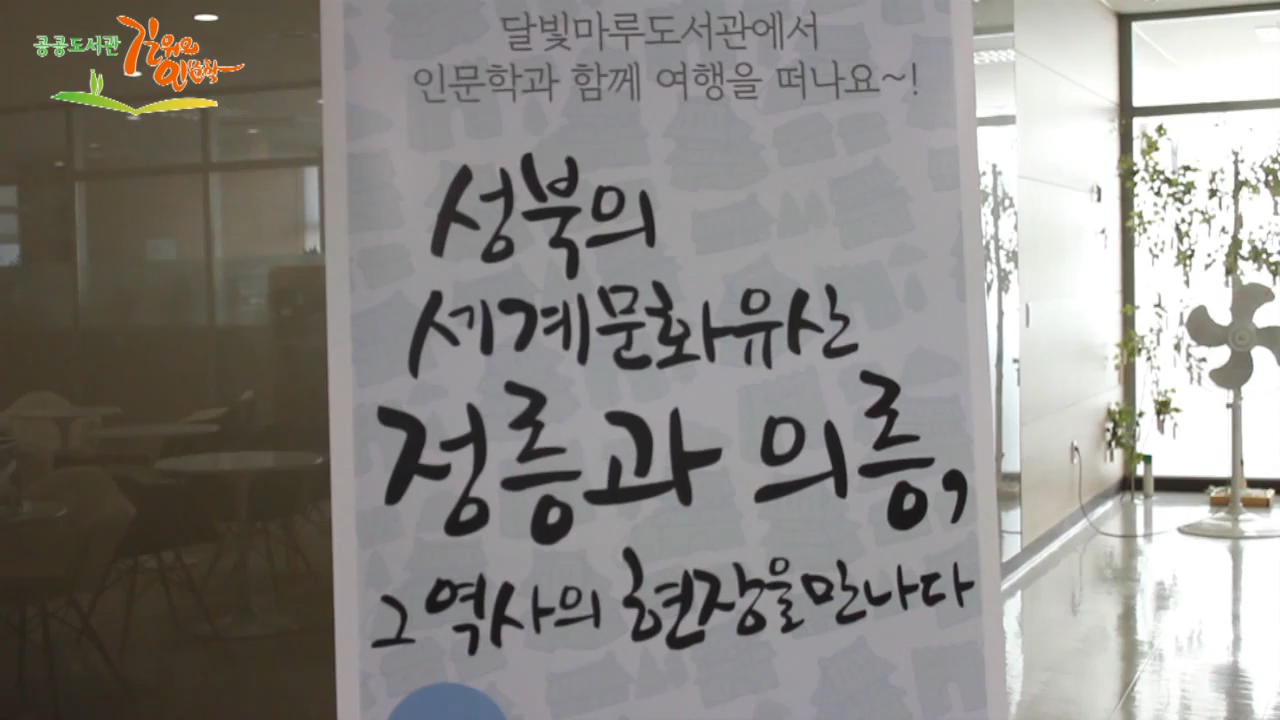 공공도서관
길 위의
인문학
달빛마루도서관에서
인문학과 함께 여행을 떠나요~!
성북의
세계문화유산
정릉과 의릉,
그 역사의 현장을 만나다